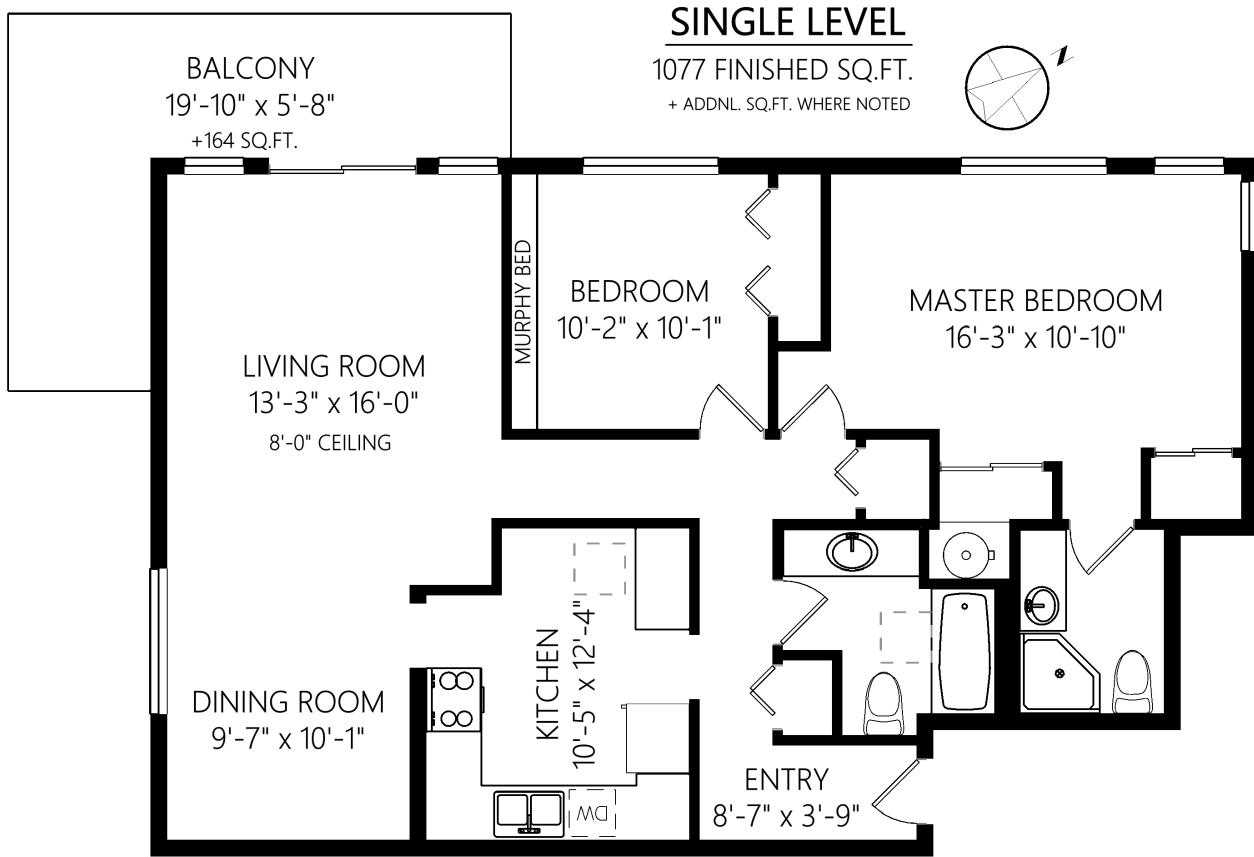 SINGLE LEVEL
1077 FINISHED SQ.FT.
+ ADDNL. SQ.FT. WHERE NOTED
N
BALCONY
19'-10" x 5'-8"
+164 SQ.FT.
MURPHY BED
BEDROOM
10'-2" x 10'-1"
MASTER BEDROOM
16'-3" x 10'-10"
LIVING ROOM
13'-3" x 16'-0"
8'-0" CEILING
DINING ROOM
9'-7" x 10'-1"
KITCHEN
10'-5" x 12'-4"
DW
ENTRY
8'-7" x 3'-9"